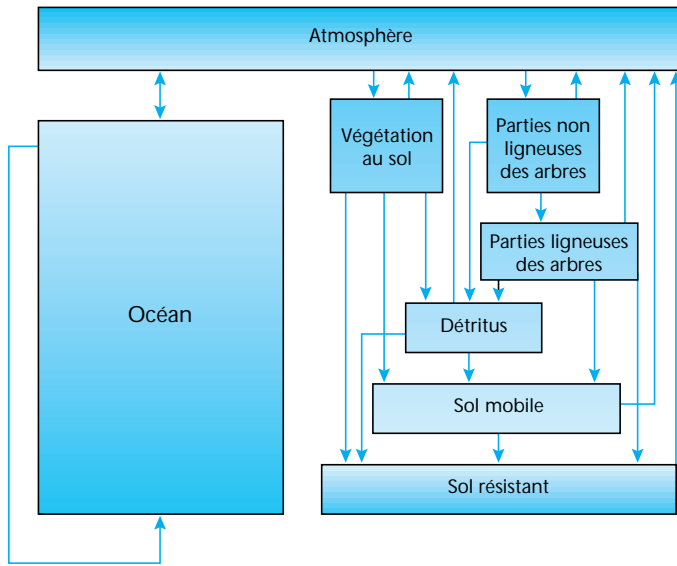 Atmosphère
Végétation
au sol
Parties non
ligneuses
des arbres
Parties ligneuses
des arbres
Océan
Détritus
Sol mobile
Sol résistant